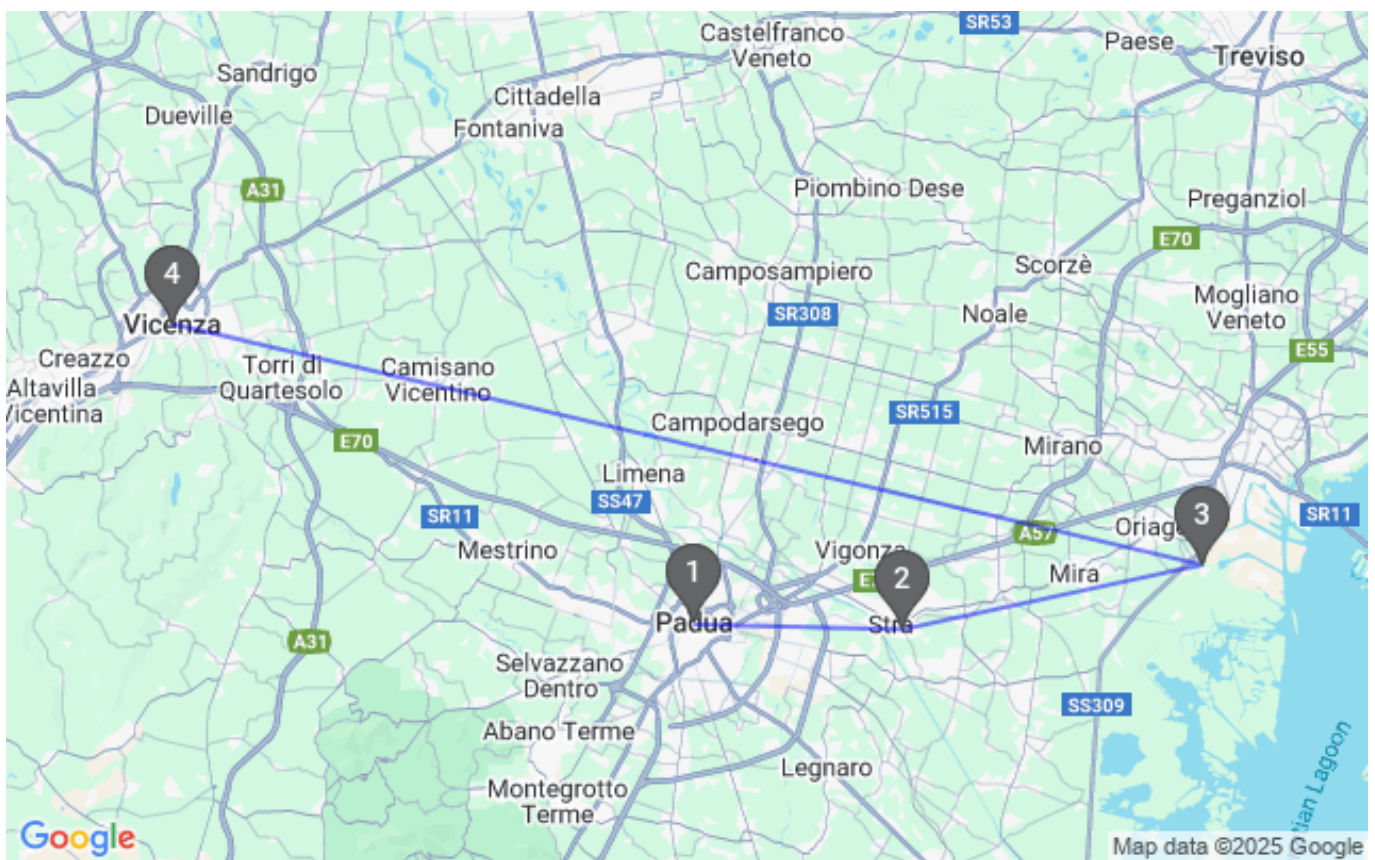 SR53
Castelfranco
Veneto
Paese
Treviso
Sandrigo
Cittadella
Dueville
Fontaniva
A31
Piombino Dese
Preganziol
E70
4
Camposampiero
Scorzè
Mogliano
Veneto
Vicenza
SR308
Noale
E55
Creazzo
Torri di
Quartesolo
Camisano
Vicentino
Altavilla
Vicentina
SR515
Campodarsego
E70
Mirano
Limena
SS47
SR11
3
SR11
Oriago
A57
Mestrino
Vigonza
1
2
Mira
Padua
Stra
A31
Selvazzano
Dentro
SS309
Abano Terme
Legnaro
Montegrotto
Terme
Lagoon
Google
Map data ©2025 Google